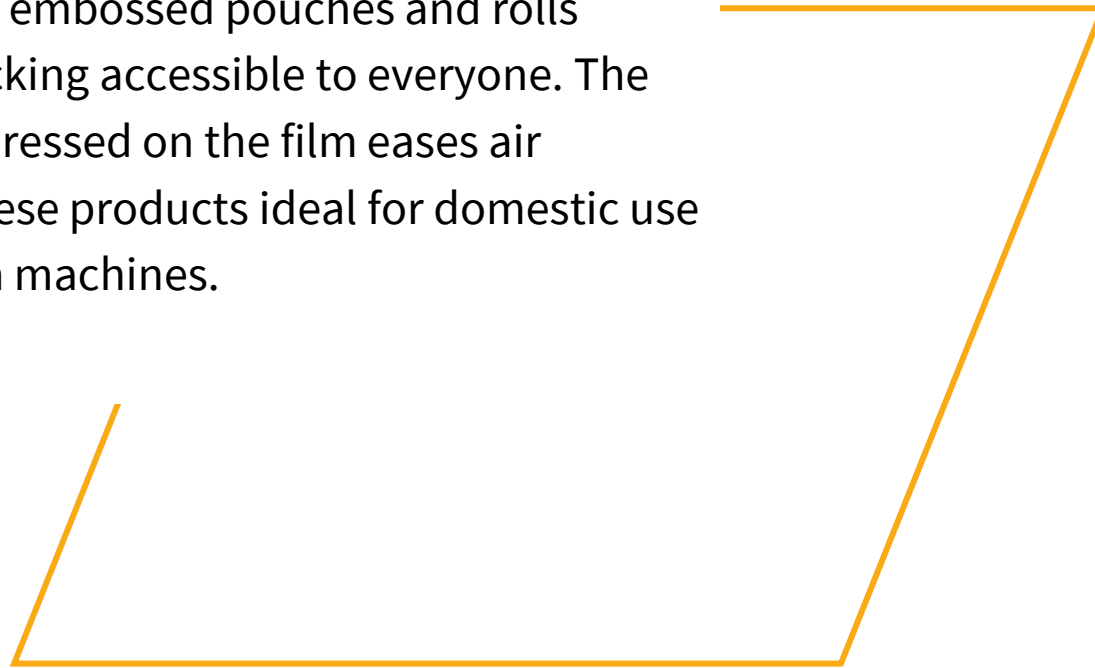 embossed pouches and rolls
cking accessible to everyone. The
ressed on the film eases air
ese products ideal for domestic use
machines.